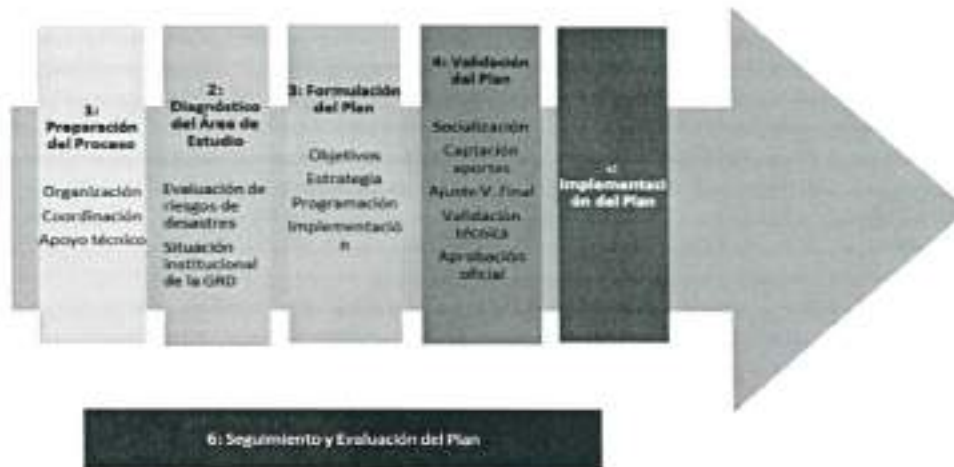 1:
Preparación
del Proceso
Organización
Coordinación
Apoyo técnico
2:
Diagnóstico
del Área de
Estudio
Evaluación de
riesgos de
desastres
Situación
institucional
de la GRD
3: Formulación
del Plan
Objetivos
Estrategia
Programación
Implementació
n
4: Validación
del Plan
Socialización
Captación
aportes
Ajuste V. Final
Validación
técnica
Aprobación
oficial
Implementaci
ón del Plan
6: Seguimiento y Evaluación del Plan